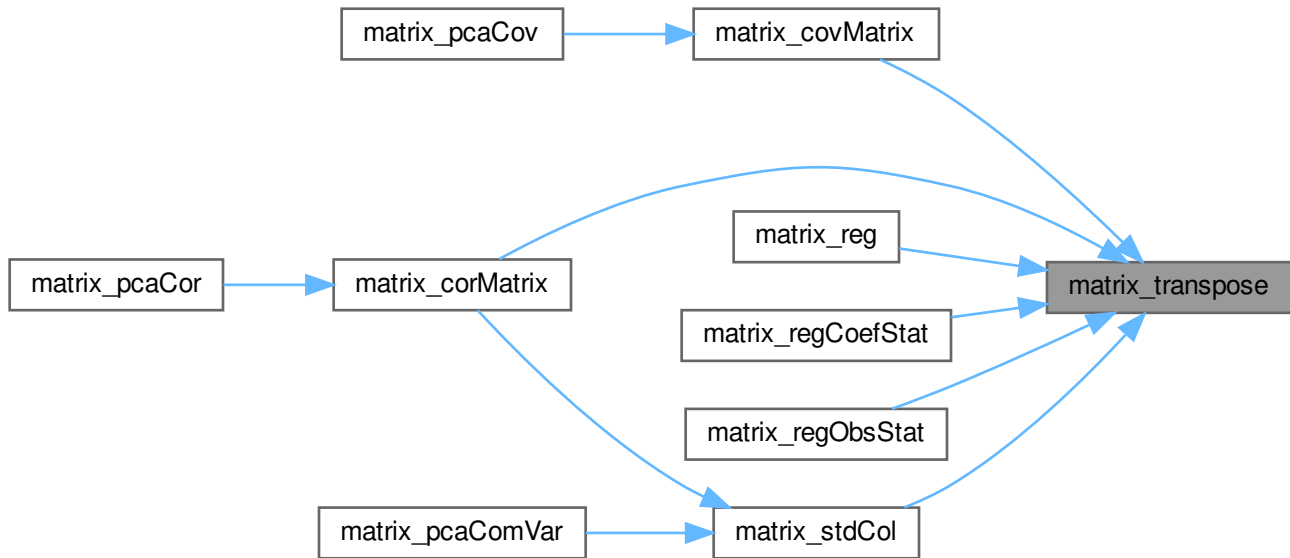 matrix_pcaCov
matrix_covMatrix
matrix_reg
matrix_pcaCor
matrix_corMatrix
matrix_transpose
matrix_regCoefStat
matrix_regObsStat
matrix_pcaComVar
matrix_stdCol